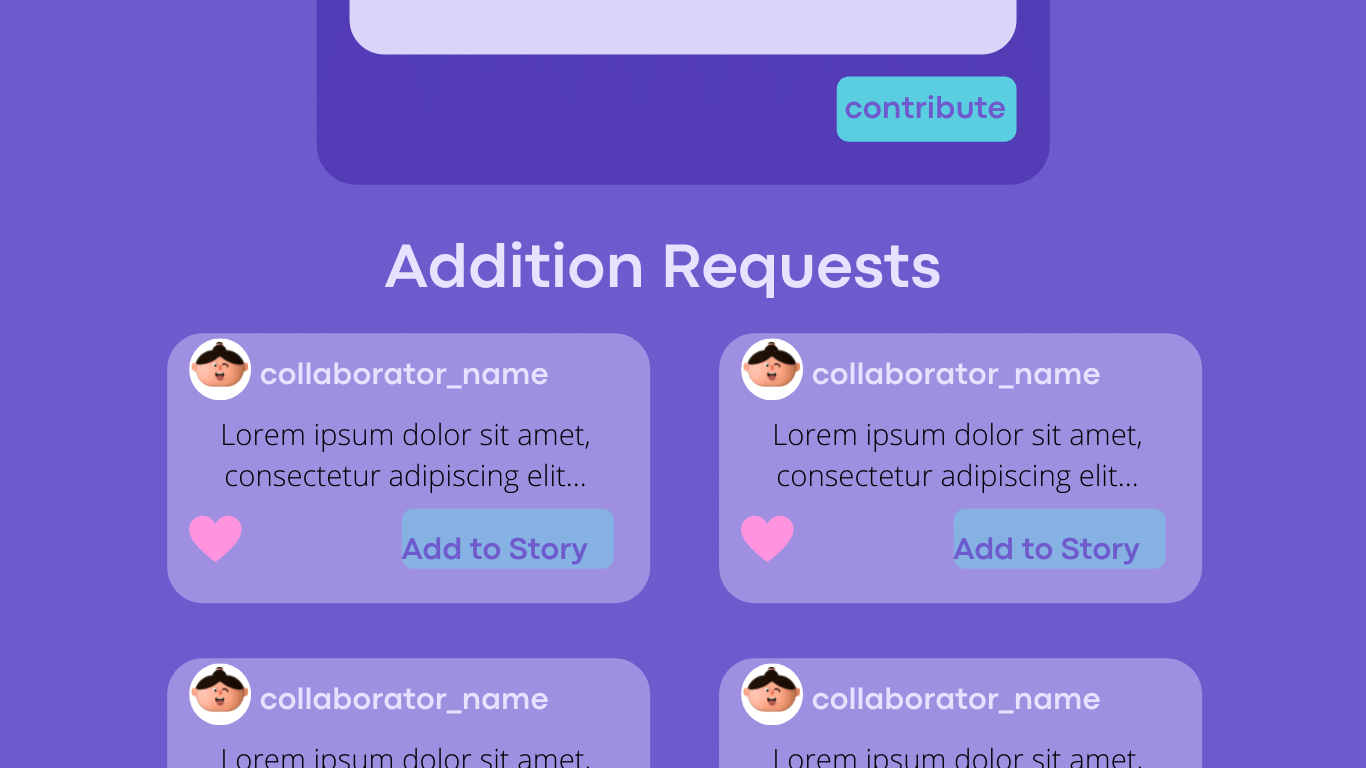 contribute
Addition Requests
collaborator_name
Lorem ipsum dolor sit amet,
consectetur adipiscing elit...
Add to Story
collaborator_name
Lorem ipsum dolor sit amet,
consectetur adipiscing elit...
Add to Story
collaborator_name
Lorem ipsum dolor sit amet,
collaborator_name
Lorem ipsum dolor sit amet,